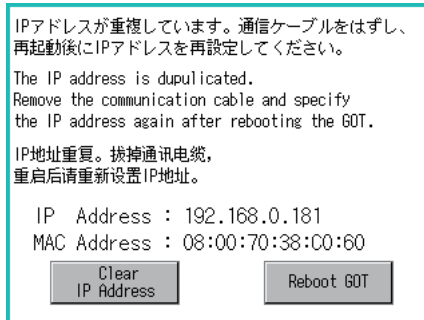 IPアドレスが重複しています。通信ケーブルをはずし、
再起動後にIPアドレスを再設定してください。
The IP address is dupulicated.
Remove the communication cable and specify
the IP address again after rebooting the GOT.
IP地址重复。拔掉通讯电缆,
重启后请重新设置IP地址。
IP Address : 192.168.0.181
MAC Address : 08:00:70:38:C0:60
Clear
IP Address
Reboot GOT